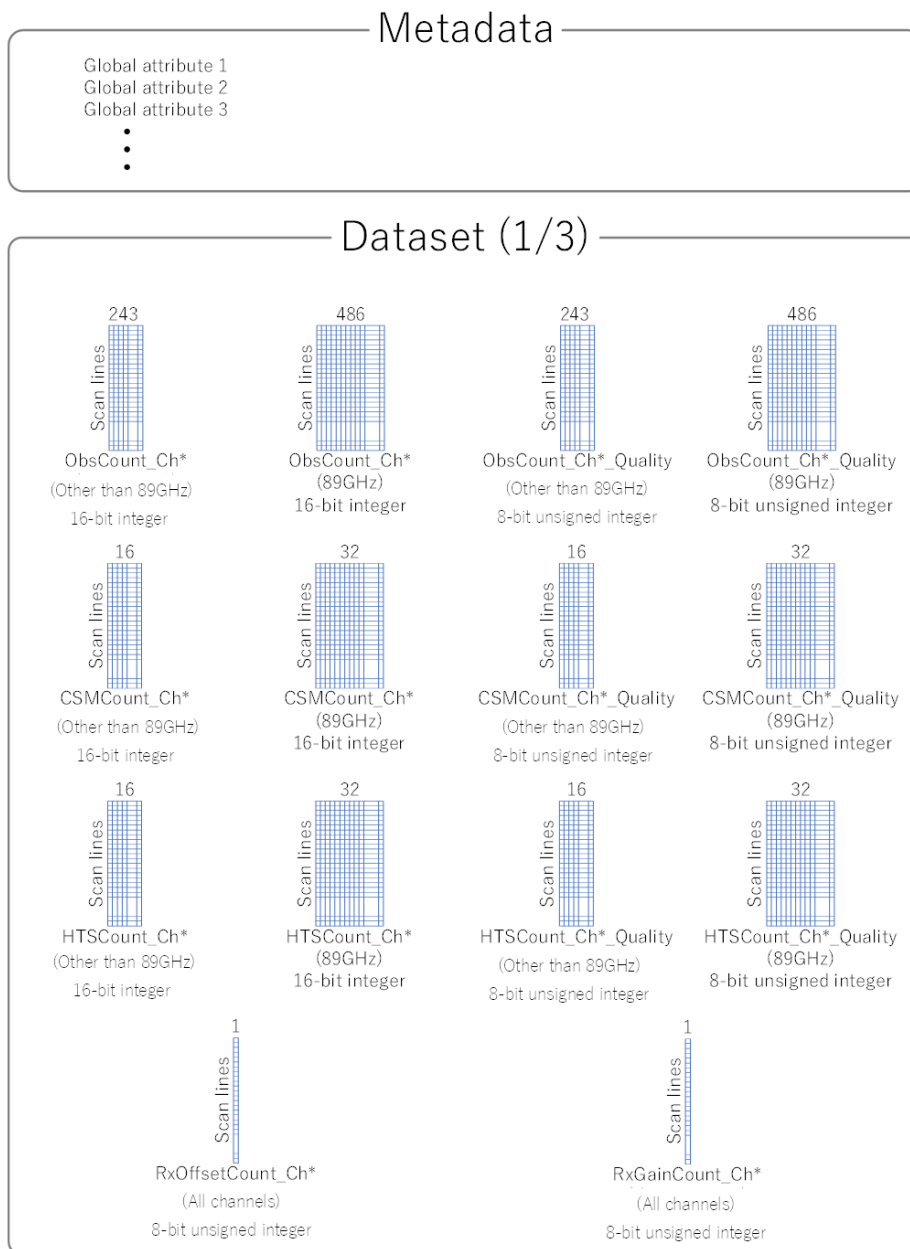 Metadata
Global attribute 1
Global attribute 2
Global attribute 3
Dataset (1/3)
243
486
243
486
Scan lines
Scan lines
Scan lines
Scan lines
ObsCount_Ch*
ObsCount_Ch*
ObsCount_Ch*_Quality
ObsCount_Ch*_Quality
(Other than 89GHz)
(89GHz)
(Other than 89GHz)
(89GHz)
16-bit integer
16-bit integer
8-bit unsigned integer
8-bit unsigned integer
16
32
16
32
Scan lines
Scan lines
Scan lines
Scan lines
CSMCount_Ch*
CSMCount_Ch*
CSMCount_Ch*_Quality
CSMCount_Ch*_Quality
(Other than 89GHz)
(89GHz)
(Other than 89GHz)
(89GHz)
16-bit integer
16-bit integer
8-bit unsigned integer
8-bit unsigned integer
16
32
16
32
Scan lines
Scan lines
Scan lines
Scan lines
HTSCount_Ch*
HTSCount_Ch*
HTSCount_Ch*_Quality
HTSCount_Ch*_Quality
(Other than 89GHz)
(89GHz)
(Other than 89GHz)
(89GHz)
16-bit integer
16-bit integer
8-bit unsigned integer
8-bit unsigned integer
1
1
Scan lines
Scan lines
RxOffsetCount_Ch*
RxGainCount_Ch*
(All channels)
(All channels)
8-bit unsigned integer
8-bit unsigned integer